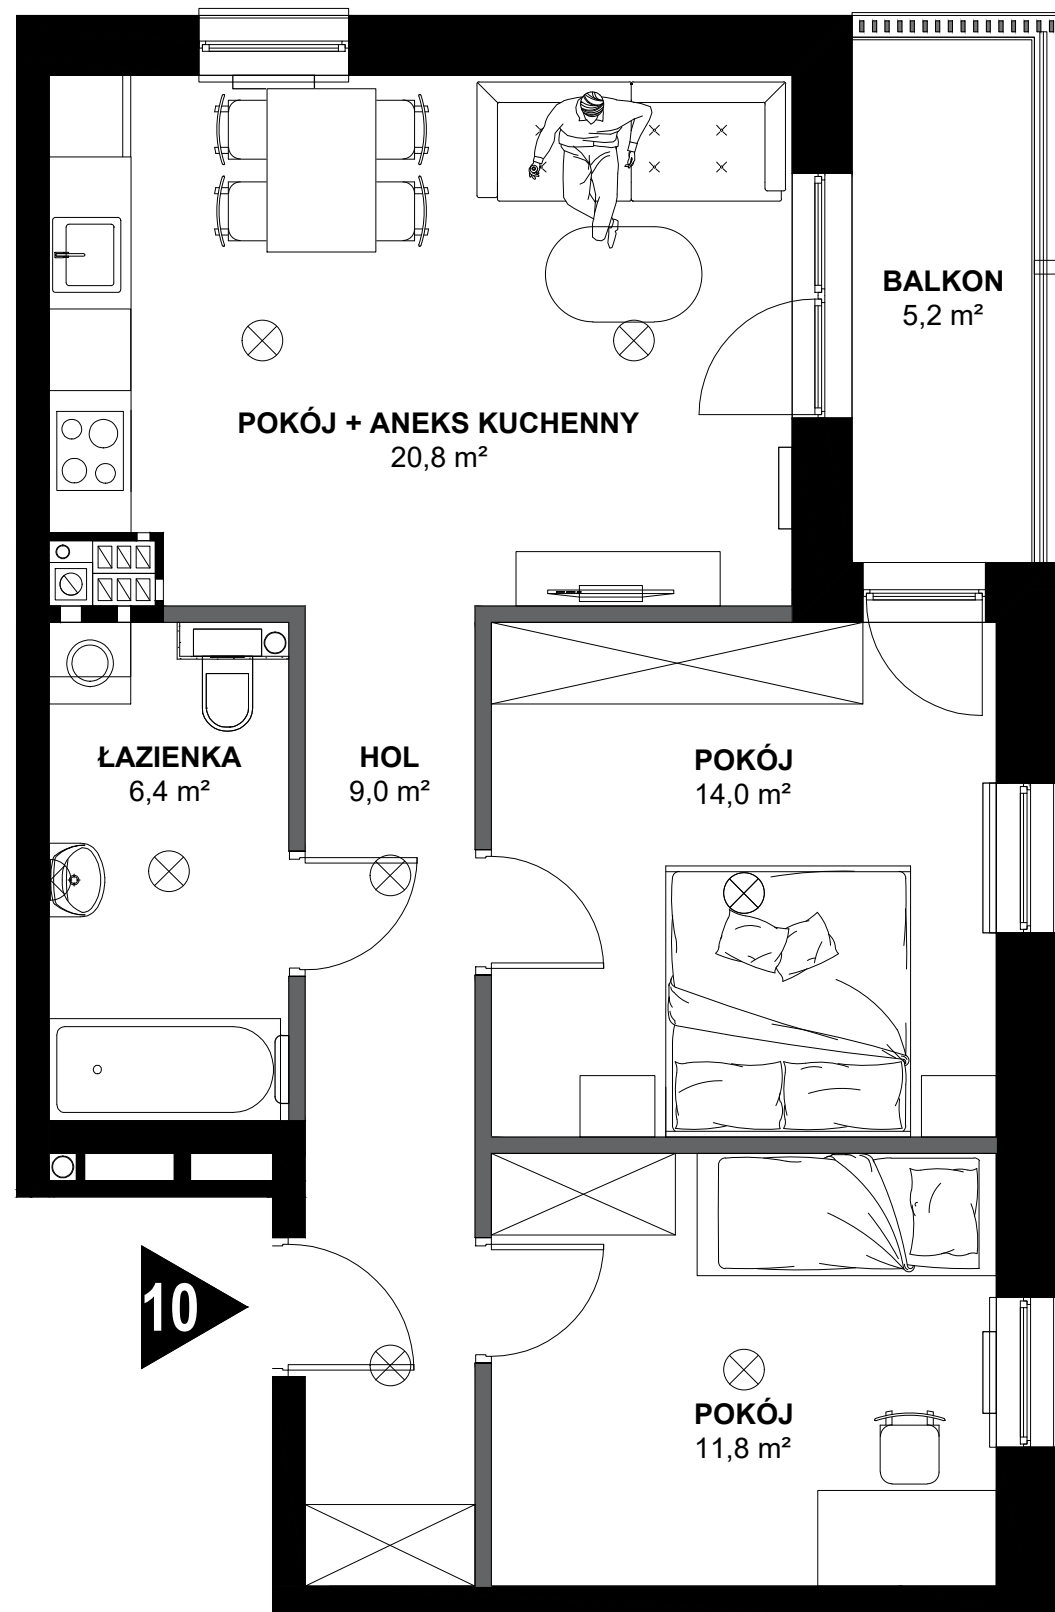 BALKON
5,2 m²
POKÓJ + ANEKS KUCHENNY
20,8 m²
ŁAZIENKA
6,4 m²
HOL
9,0 m²
POKÓJ
14,0 m²
10
POKÓJ
11,8 m²